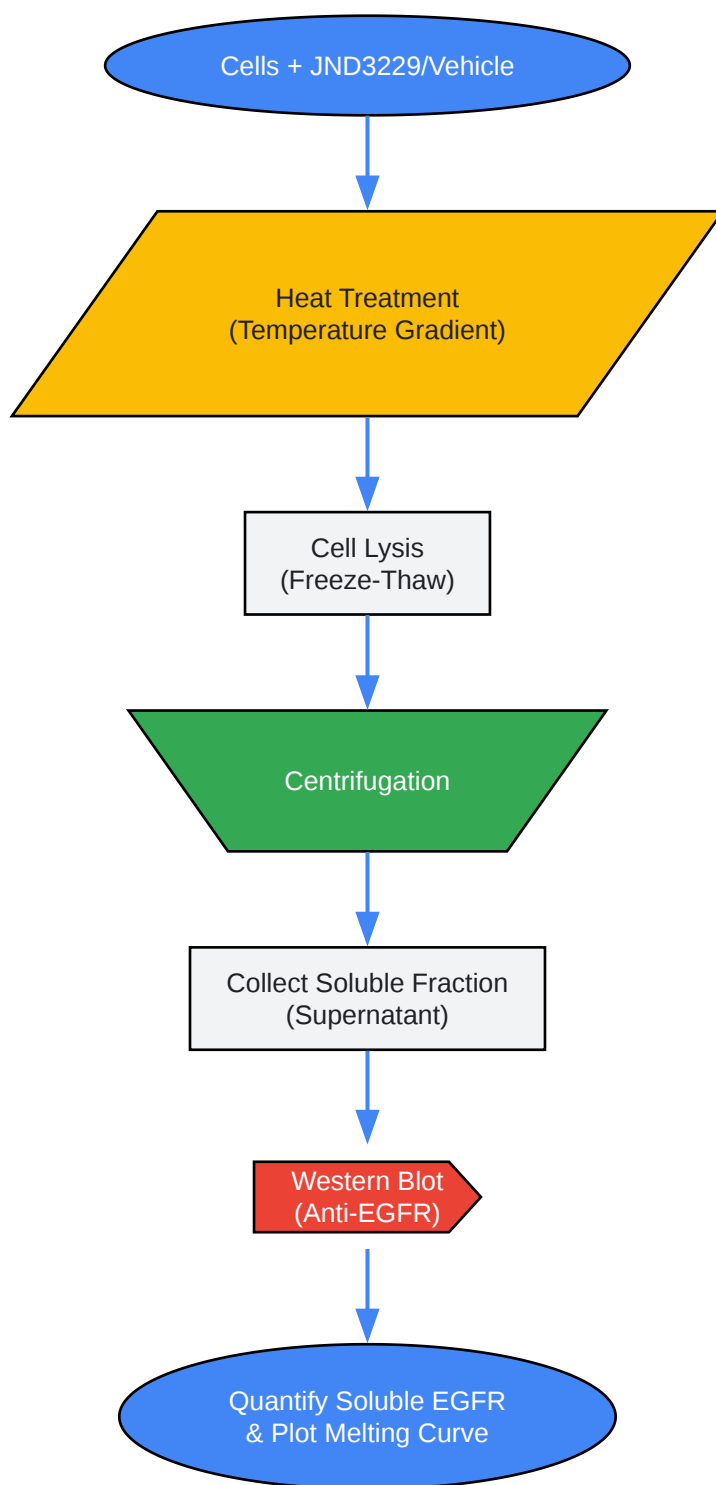 Cells + JND3229/Vehicle
Heat Treatment
(Temperature Gradient)
Cell Lysis
(Freeze-Thaw)
Centrifugation
Collect Soluble Fraction
(Supernatant)
Western Blot
(Anti-EGFR)
Quantify Soluble EGFR
& Plot Melting Curve